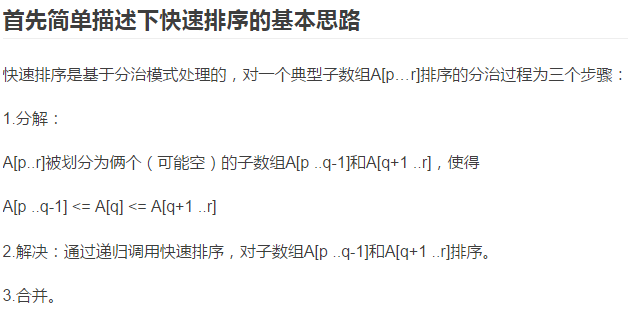 首先简单描述下快速排序的基本思路
快速排序是基于分治模式处理的，对一个典型子数组A[p...r]排序的分治过程为三个步骤：
1.分解：
A[p..r]被划分为俩个（可能空）的子数组A[p ..q-1]和A[q+1 ..r]，使得
A[p ..q-1] <= A[q] <= A[q+1 ..r]
2.解决：通过递归调用快速排序，对子数组A[p ..q-1]和A[q+1 ..r]排序。
3.合并。